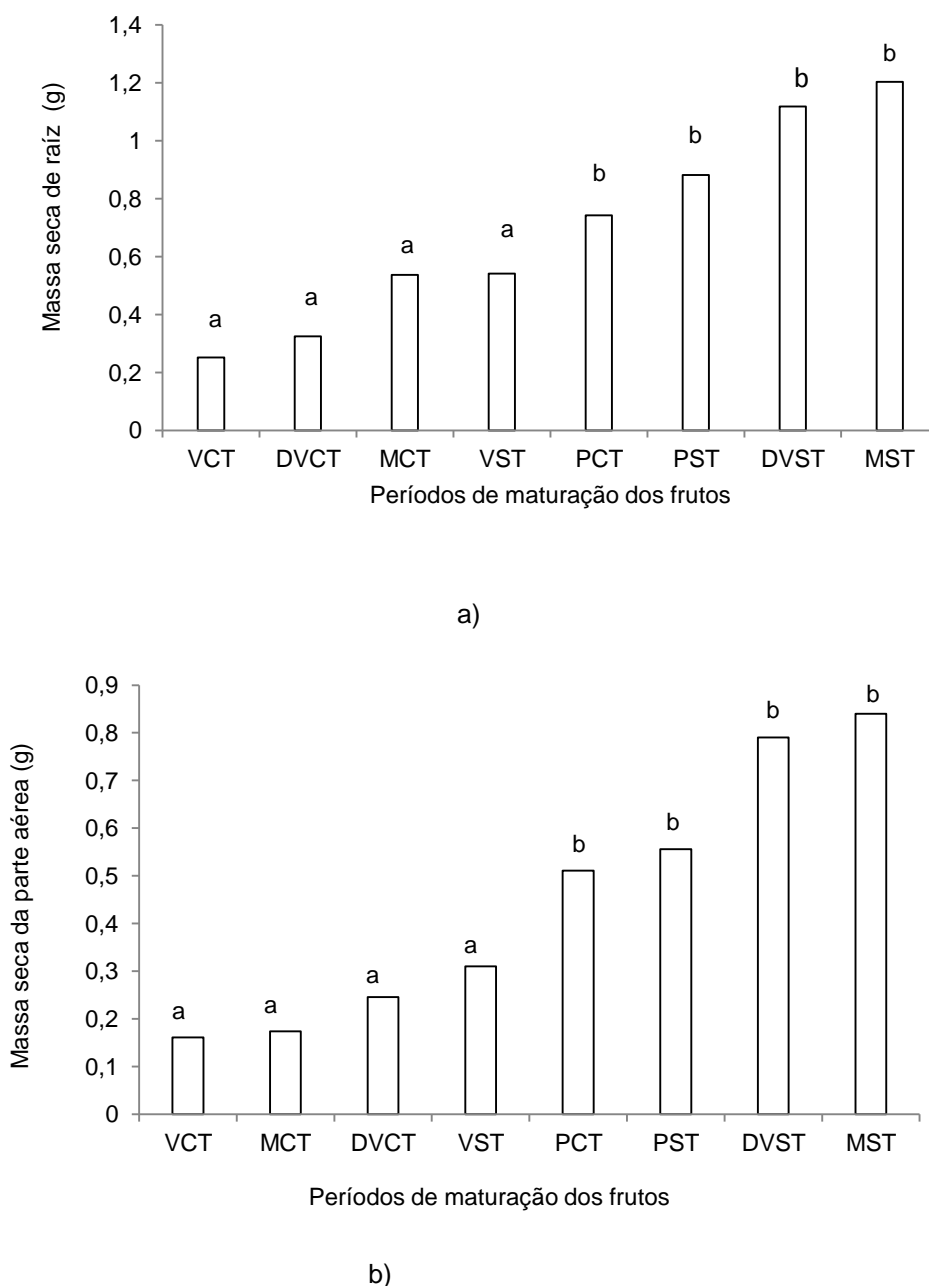 1,4
1,2
1
0,8
0,6
0,4
0,2
0
Massa seca de raíz (g)
a
a
a
a
b
b
b
b
VCT DVCT MCT VST PCT PST DVST MST
Períodos de maturação dos frutos
a)
0,9
0,8
0,7
0,6
0,5
0,4
0,3
0,2
0,1
0
Massa seca da parte aérea (g)
a
a
a
a
b
b
b
b
VCT MCT DVCT VST PCT PST DVST MST
Períodos de maturação dos frutos
b)